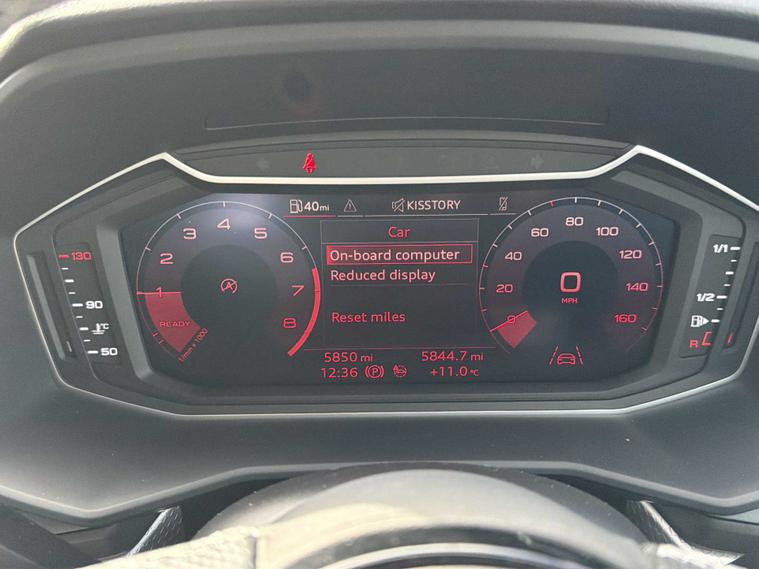 40mi
KISSTORY
Car
On-board computer
Reduced display
Reset miles
5850 mi
5844.7 mi
12:36
+11.0°C
1
2
3
4
5
6
7
8
READY
1/min x 1000
0
20
40
60
80
100
120
140
160
0
MPH
130
90
°C
50
1/1
1/2
R